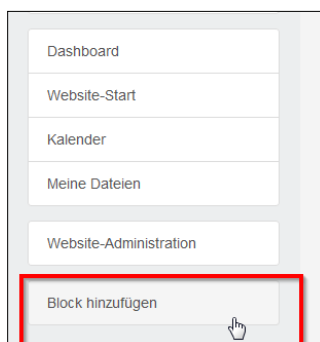 Dashboard
Website-Start
Kalender
Meine Dateien
Website-Administration
Block hinzufügen